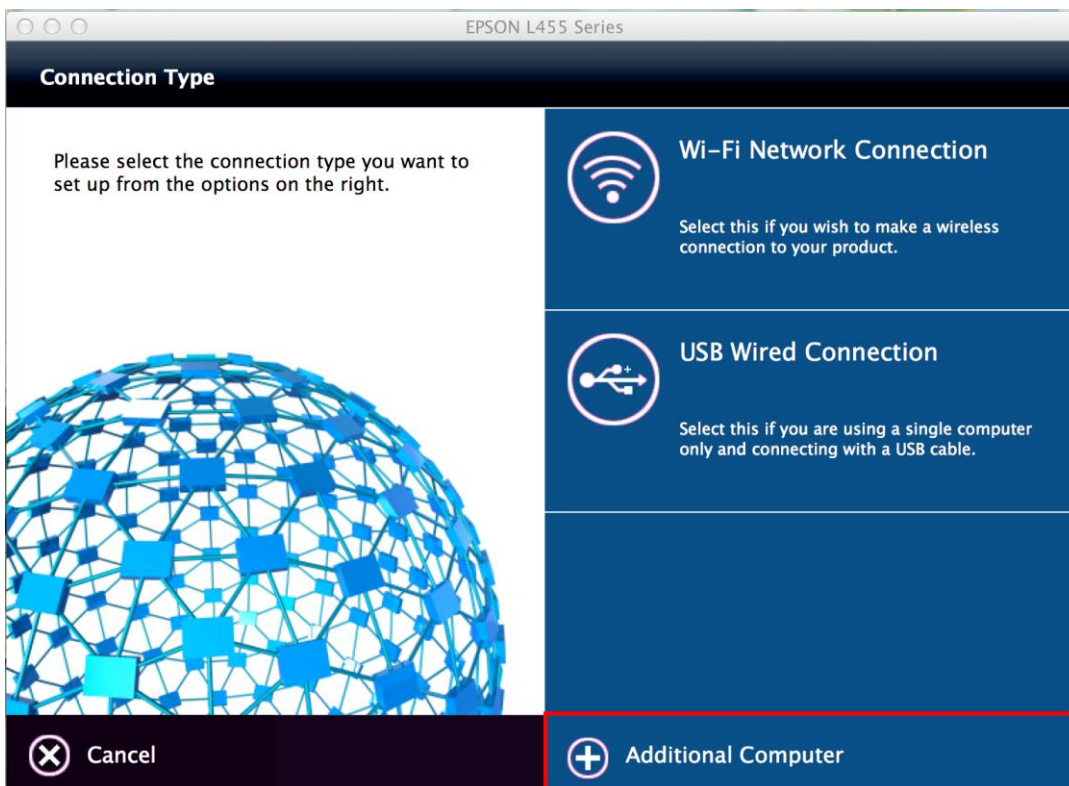 EPSON L455 Series
Connection Type
Please select the connection type you want to
set up from the options on the right.
Wi-Fi Network Connection
Select this if you wish to make a wireless
connection to your product.
USB Wired Connection
Select this if you are using a single computer
only and connecting with a USB cable.
Cancel
Additional Computer